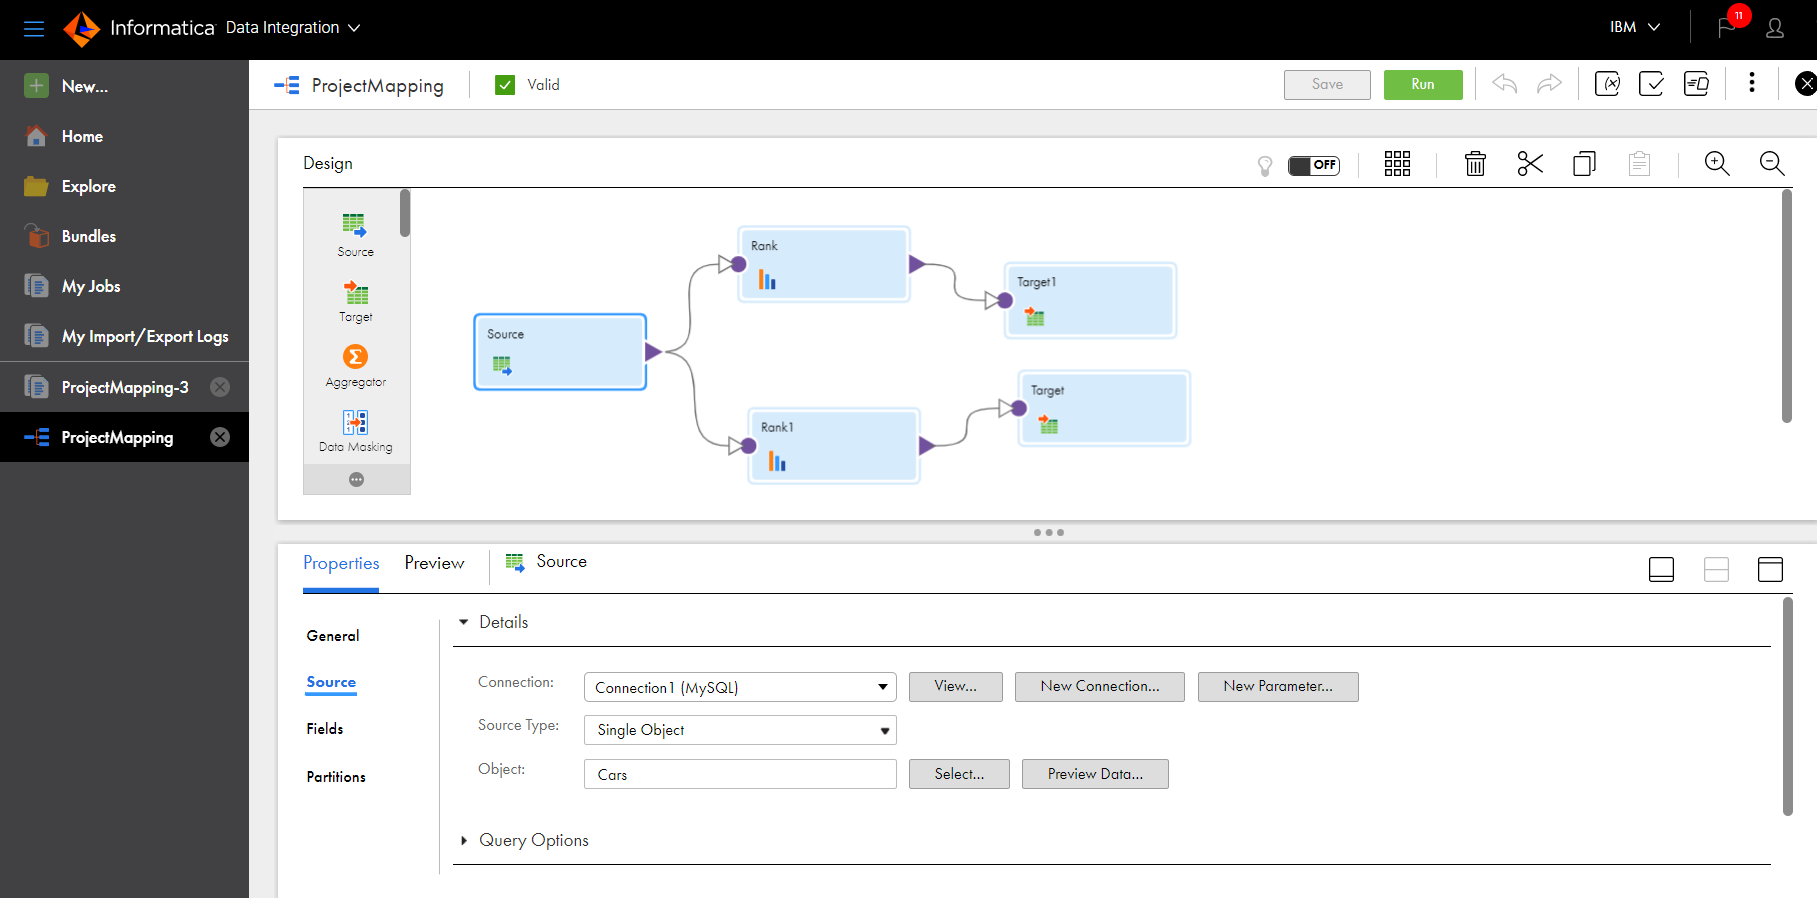 Informatica Data Integration
IBM
11
New...
Home
Explore
Bundles
My Jobs
My Import/Export Logs
ProjectMapping-3
ProjectMapping
ProjectMapping
Valid
Save
Run
Design
OFF
Source
Target
Aggregator
Data Masking
Source
Rank
Target1
Rank1
Target
Properties
Preview
Source
General
Source
Fields
Partitions
Details
Connection: Connection1 (MySQL) View... New Connection... New Parameter...
Source Type: Single Object
Object: Cars Select... Preview Data...
Query Options